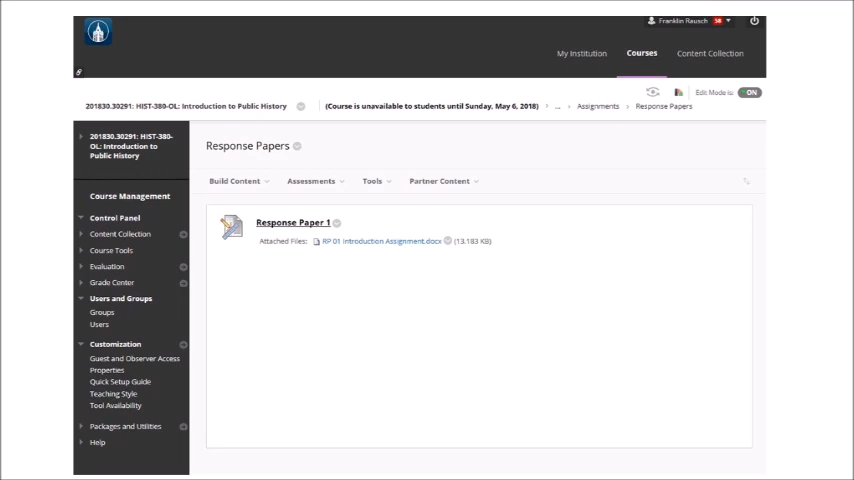 Franklin Rausch 58
My Institution Courses Content Collection
201830.30291: HIST-380-OL: Introduction to Public History (Course is unavailable to students until Sunday, May 6, 2018) ... Assignments Response Papers Edit Mode is: ON
201830.30291: HIST-380-
OL: Introduction to
Public History
Response Papers
Build Content Assessments Tools Partner Content
Course Management
Control Panel
Content Collection
Course Tools
Evaluation
Grade Center
Users and Groups
Groups
Users
Customization
Guest and Observer Access
Properties
Quick Setup Guide
Teaching Style
Tool Availability
Packages and Utilities
Help
Response Paper 1
Attached Files: RP 01 Introduction Assignment.docx (13.183 KB)